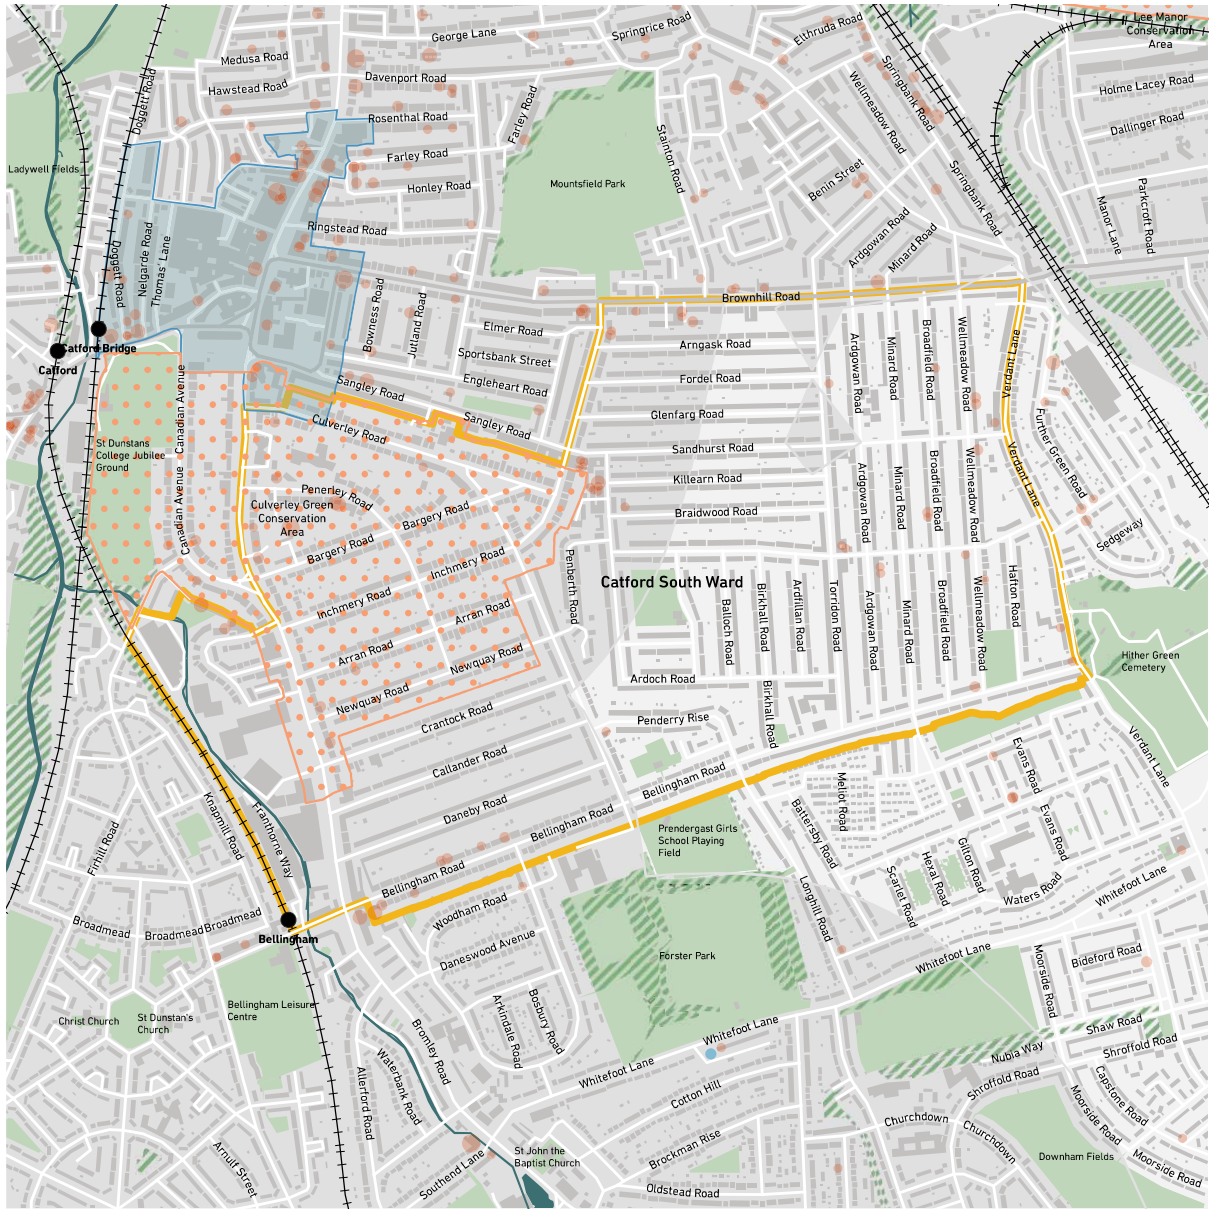 George Lane
Springrice Road
Elthruda Road
Lee Manor
Conservation
Area
Medusa Road
Hawstead Road
Davenport Road
Springbank Road
Wellmeadow Road
Holme Lacey Road
Doggett Road
Rosenthal Road
Farley Road
Stainton Road
Dallinger Road
Ladywell Fields
Farley Road
Honley Road
Mountsfield Park
Benin Street
Springbank Road
Manor Lane
Parkcroft Road
Ringstead Road
Ardgowan Road
Minard Road
Doggett Road
Nelgarde Road
Thomas' Lane
Bowness Road
Jutland Road
Brownhill Road
Elmer Road
Sportsbank Street
Engleheart Road
Arngask Road
Fordel Road
Glenfarg Road
Sandhurst Road
Killearn Road
Braidwood Road
Ardgowan Road
Minard Road
Broadfield Road
Wellmeadow Road
Verdant Lane
Catford Bridge
Catford
Sangley Road
Sangley Road
Culverley Road
Canadian Avenue
Canadian Avenue
St Dunstans
College Jubilee
Ground
Penerley Road
Culverley Green
Conservation
Area
Bargery Road
Bargery Road
Inchmery Road
Inchmery Road
Arran Road
Arran Road
Newquay Road
Newquay Road
Penberth Road
Catford South Ward
Ardgowan Road
Minard Road
Broadfield Road
Wellmeadow Road
Verdant Lane
Further Green Road
Sedgeway
Balloch Road
Birkhall Road
Ardfillan Road
Torridon Road
Ardgowan Road
Minard Road
Broadfield Road
Wellmeadow Road
Hafton Road
Hither Green
Cemetery
Ardoch Road
Birkhall Road
Penderry Rise
Crantock Road
Callander Road
Daneby Road
Bellingham Road
Bellingham Road
Bellingham Road
Verdant Lane
Evans Road
Evans Road
Meliot Road
Battersby Road
Prendergast Girls
School Playing
Field
Knapmill Road
Franthorne Way
Firhill Road
Gilton Road
Hexal Road
Scarlet Road
Waters Road
Whitefoot Lane
Longhill Road
Broadmead
Broadmead
Broadmead
Bellingham
Woodham Road
Daneswood Avenue
Forster Park
Whitefoot Lane
Moorside Road
Bideford Road
Bellingham Leisure
Centre
Christ Church
St Dunstan's
Church
Arkindale Road
Bosbury Road
Bromley Road
Whitefoot Lane
Whitefoot Lane
Shaw Road
Shroffold Road
Nubia Way
Shroffold Road
Capstone Road
Moorside Road
Moorside Road
Allerford Road
Waterbank Road
Cotton Hill
Churchdown
Churchdown
Downham Fields
Brockman Rise
St John the
Baptist Church
Southend Lane
Arnulf Street
Oldstead Road